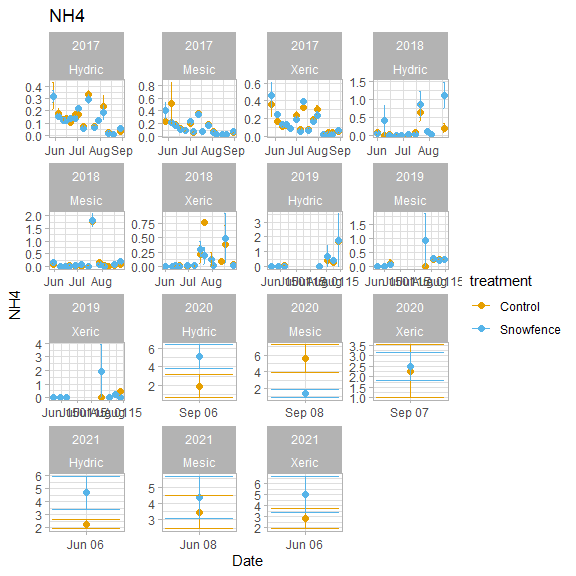 NH4
2017 2017 2017 2018
Hydric Mesic Xeric Hydric
0.4 0.3 0.2 0.1 0.0
0.8 0.6 0.4 0.2 0.0
0.6 0.4 0.2 0.0
1.5 1.0 0.5 0.0
Jun Jul Aug Sep Jun Jul Aug Sep Jun Jul Aug Sep Jun Jul Aug
2018 2018 2019 2019
Mesic Xeric Hydric Mesic
2.0 1.5 1.0 0.5 0.0
0.75 0.50 0.25 0.00
3 2 1 0
1.5 1.0 0.5 0.0
Jun Jul Aug Jun Jul Aug
2019 2020 2020 2020
Xeric Hydric Mesic Xeric
4 3 2 1 0
6 4 2
6 4 2
3.5 3.0 2.5 2.0 1.5 1.0
Sep 06 Sep 08 Sep 07
2021 2021 2021
Hydric Mesic Xeric
6 5 4 3 2
5 4 3
6 5 4 3 2
Jun 06 Jun 08 Jun 06
NH4
Date
treatment
Control
Snowfence